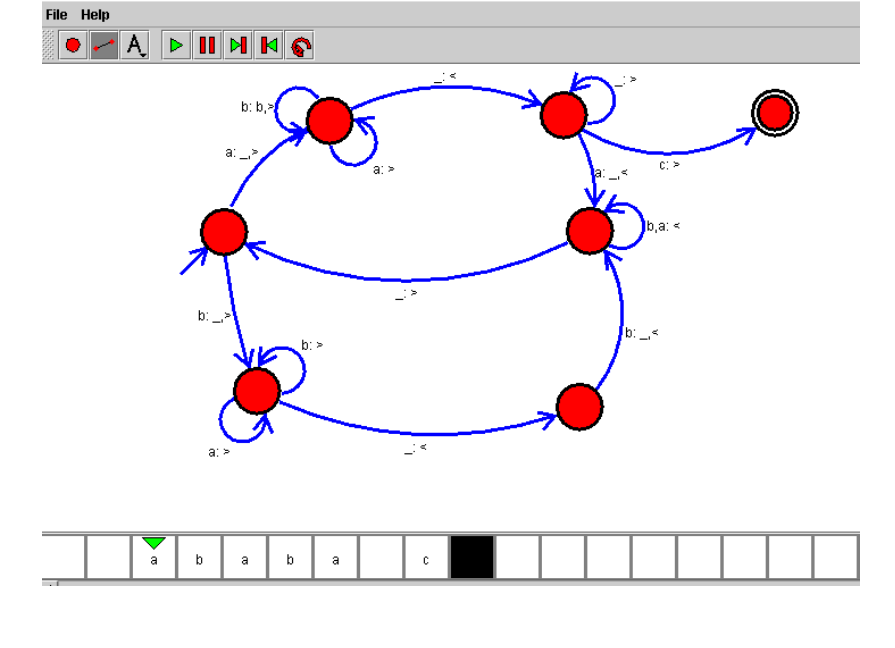 File Help
A
_: <
_: >
b: b,>
a: _,>
a: >
c: >
a: _,<
b,a: <
_: >
b: _,>
b: >
b: _,<
a: >
_: <
a b a b a c